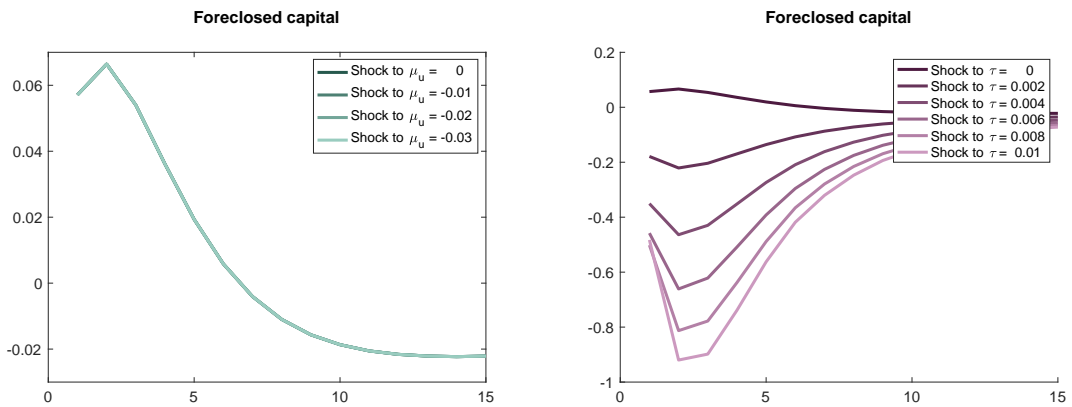 Foreclosed capital
0.06
0.04
0.02
0
-0.02
0
5
10
15
Shock to μu = 0
Shock to μu = -0.01
Shock to μu = -0.02
Shock to μu = -0.03
Foreclosed capital
0.2
0
-0.2
-0.4
-0.6
-0.8
-1
0
5
10
15
Shock to τ = 0
Shock to τ = 0.002
Shock to τ = 0.004
Shock to τ = 0.006
Shock to τ = 0.008
Shock to τ = 0.01